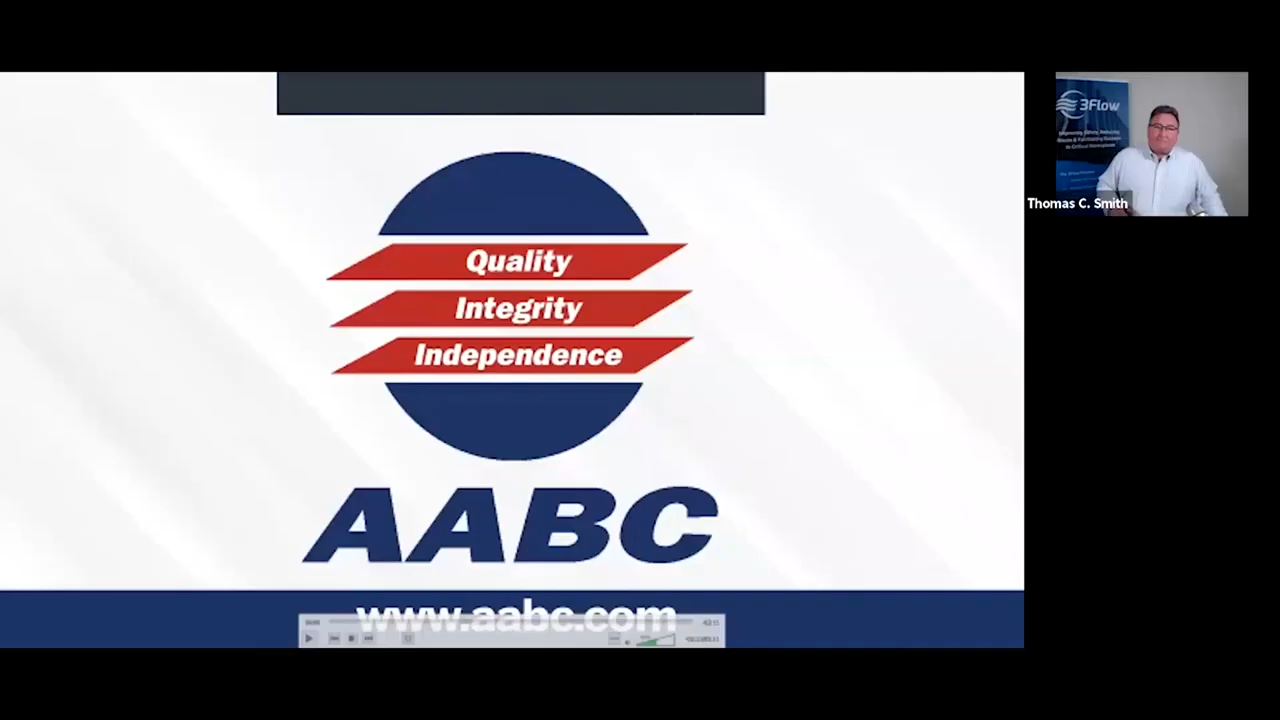 Quality
Integrity
Independence
AABC
www.aabc.com
3Flow
Thomas C. Smith